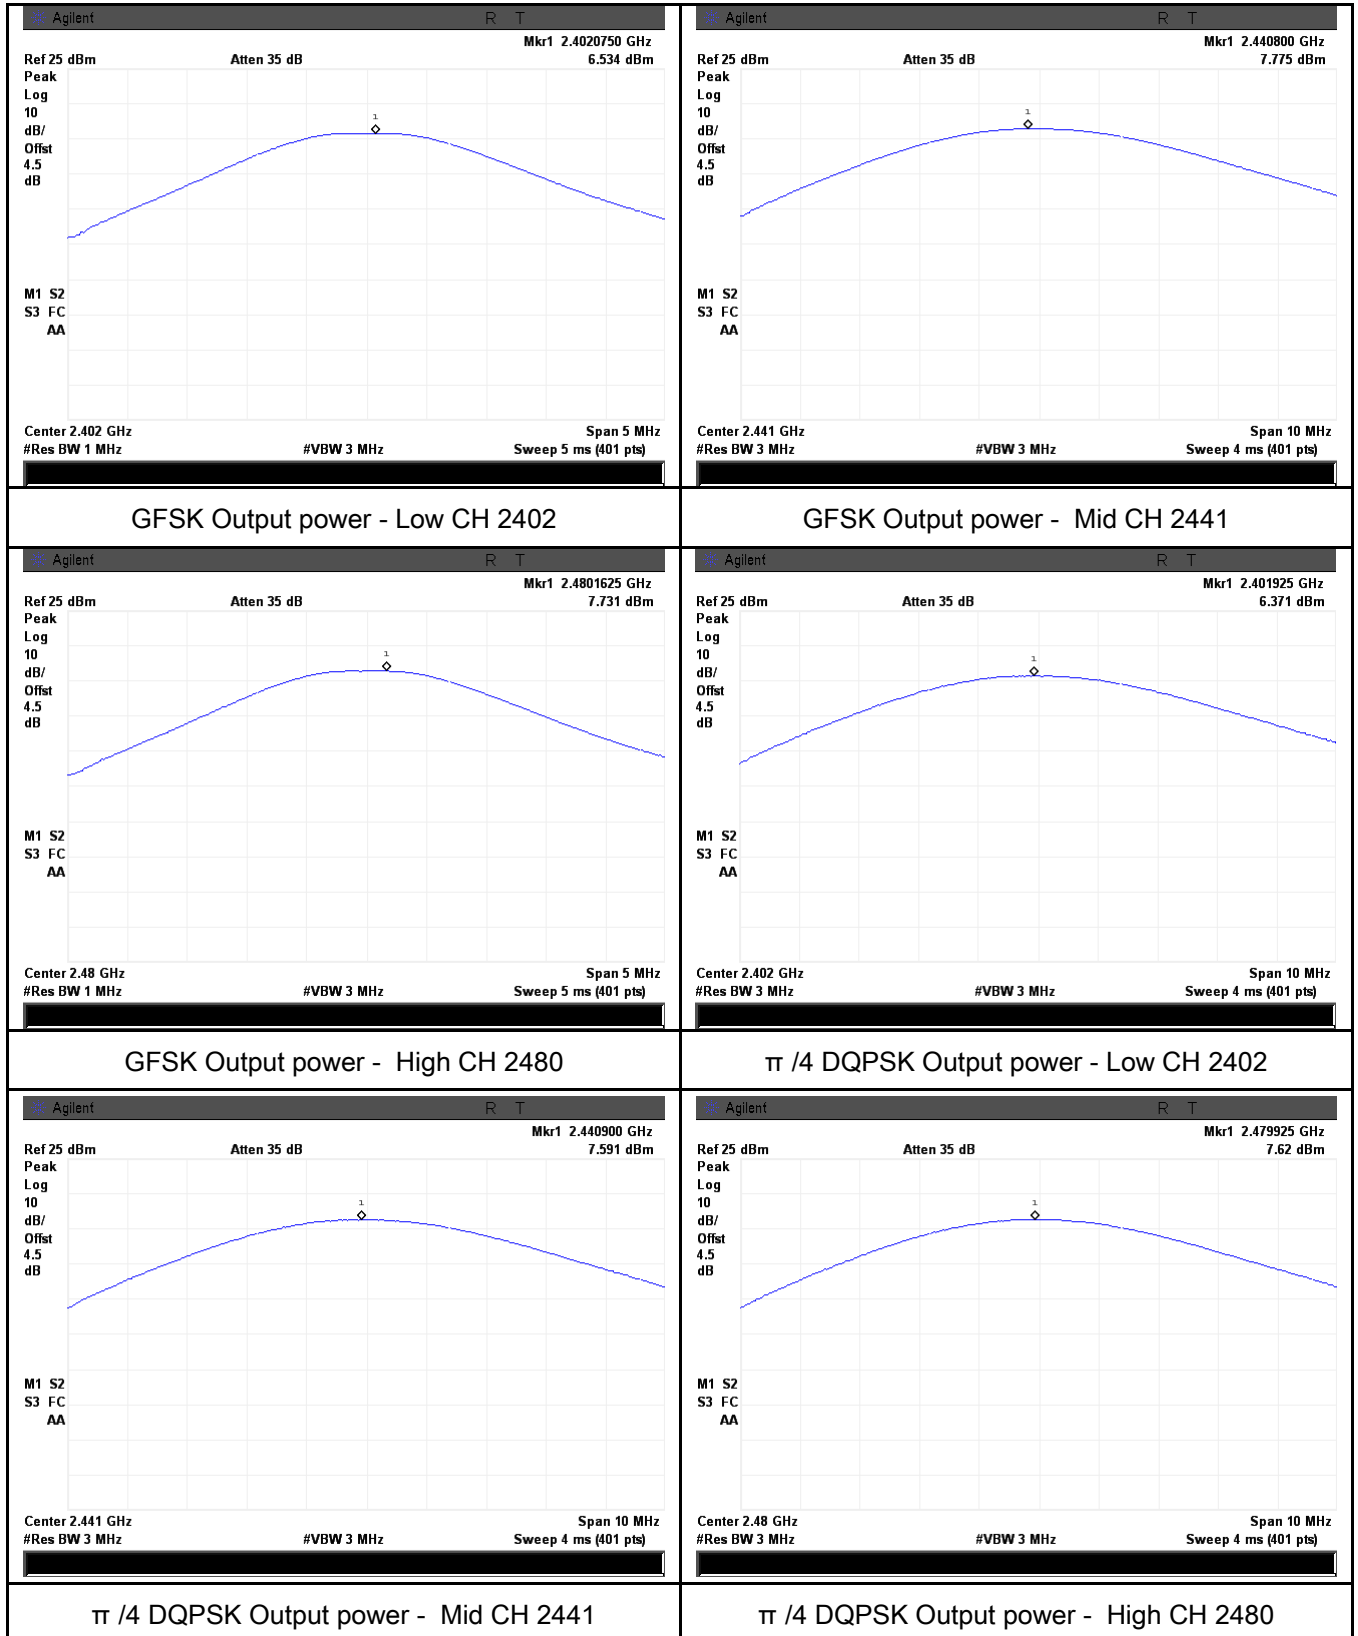 Agilent R T
Mkr1 2.4020750 GHz
Ref 25 dBm Atten 35 dB 6.534 dBm
Peak
Log
10
dB/
Offst
4.5
dB
1
M1 S2
S3 FC
AA
Center 2.402 GHz Span 5 MHz
#Res BW 1 MHz #VBW 3 MHz Sweep 5 ms (401 pts)
GFSK Output power - Low CH 2402
Agilent R T
Mkr1 2.440800 GHz
Ref 25 dBm Atten 35 dB 7.775 dBm
Peak
Log
10
dB/
Offst
4.5
dB
1
M1 S2
S3 FC
AA
Center 2.441 GHz Span 10 MHz
#Res BW 3 MHz #VBW 3 MHz Sweep 4 ms (401 pts)
GFSK Output power - Mid CH 2441
Agilent R T
Mkr1 2.4801625 GHz
Ref 25 dBm Atten 35 dB 7.731 dBm
Peak
Log
10
dB/
Offst
4.5
dB
1
M1 S2
S3 FC
AA
Center 2.48 GHz Span 5 MHz
#Res BW 1 MHz #VBW 3 MHz Sweep 5 ms (401 pts)
GFSK Output power - High CH 2480
Agilent R T
Mkr1 2.401925 GHz
Ref 25 dBm Atten 35 dB 6.371 dBm
Peak
Log
10
dB/
Offst
4.5
dB
1
M1 S2
S3 FC
AA
Center 2.402 GHz Span 10 MHz
#Res BW 3 MHz #VBW 3 MHz Sweep 4 ms (401 pts)
π /4 DQPSK Output power - Low CH 2402
Agilent R T
Mkr1 2.440900 GHz
Ref 25 dBm Atten 35 dB 7.591 dBm
Peak
Log
10
dB/
Offst
4.5
dB
1
M1 S2
S3 FC
AA
Center 2.441 GHz Span 10 MHz
#Res BW 3 MHz #VBW 3 MHz Sweep 4 ms (401 pts)
π /4 DQPSK Output power - Mid CH 2441
Agilent R T
Mkr1 2.479925 GHz
Ref 25 dBm Atten 35 dB 7.62 dBm
Peak
Log
10
dB/
Offst
4.5
dB
1
M1 S2
S3 FC
AA
Center 2.48 GHz Span 10 MHz
#Res BW 3 MHz #VBW 3 MHz Sweep 4 ms (401 pts)
π /4 DQPSK Output power - High CH 2480